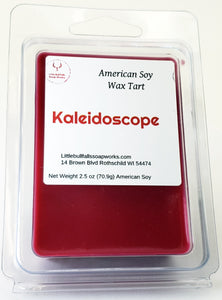 American Soy
Wax Tart
Kaleidoscope
Littlebullfallssoapworks.com
14 Brown Blvd Rothschild WI 54474
Net Weight 2.5 oz (70.9g) American Soy